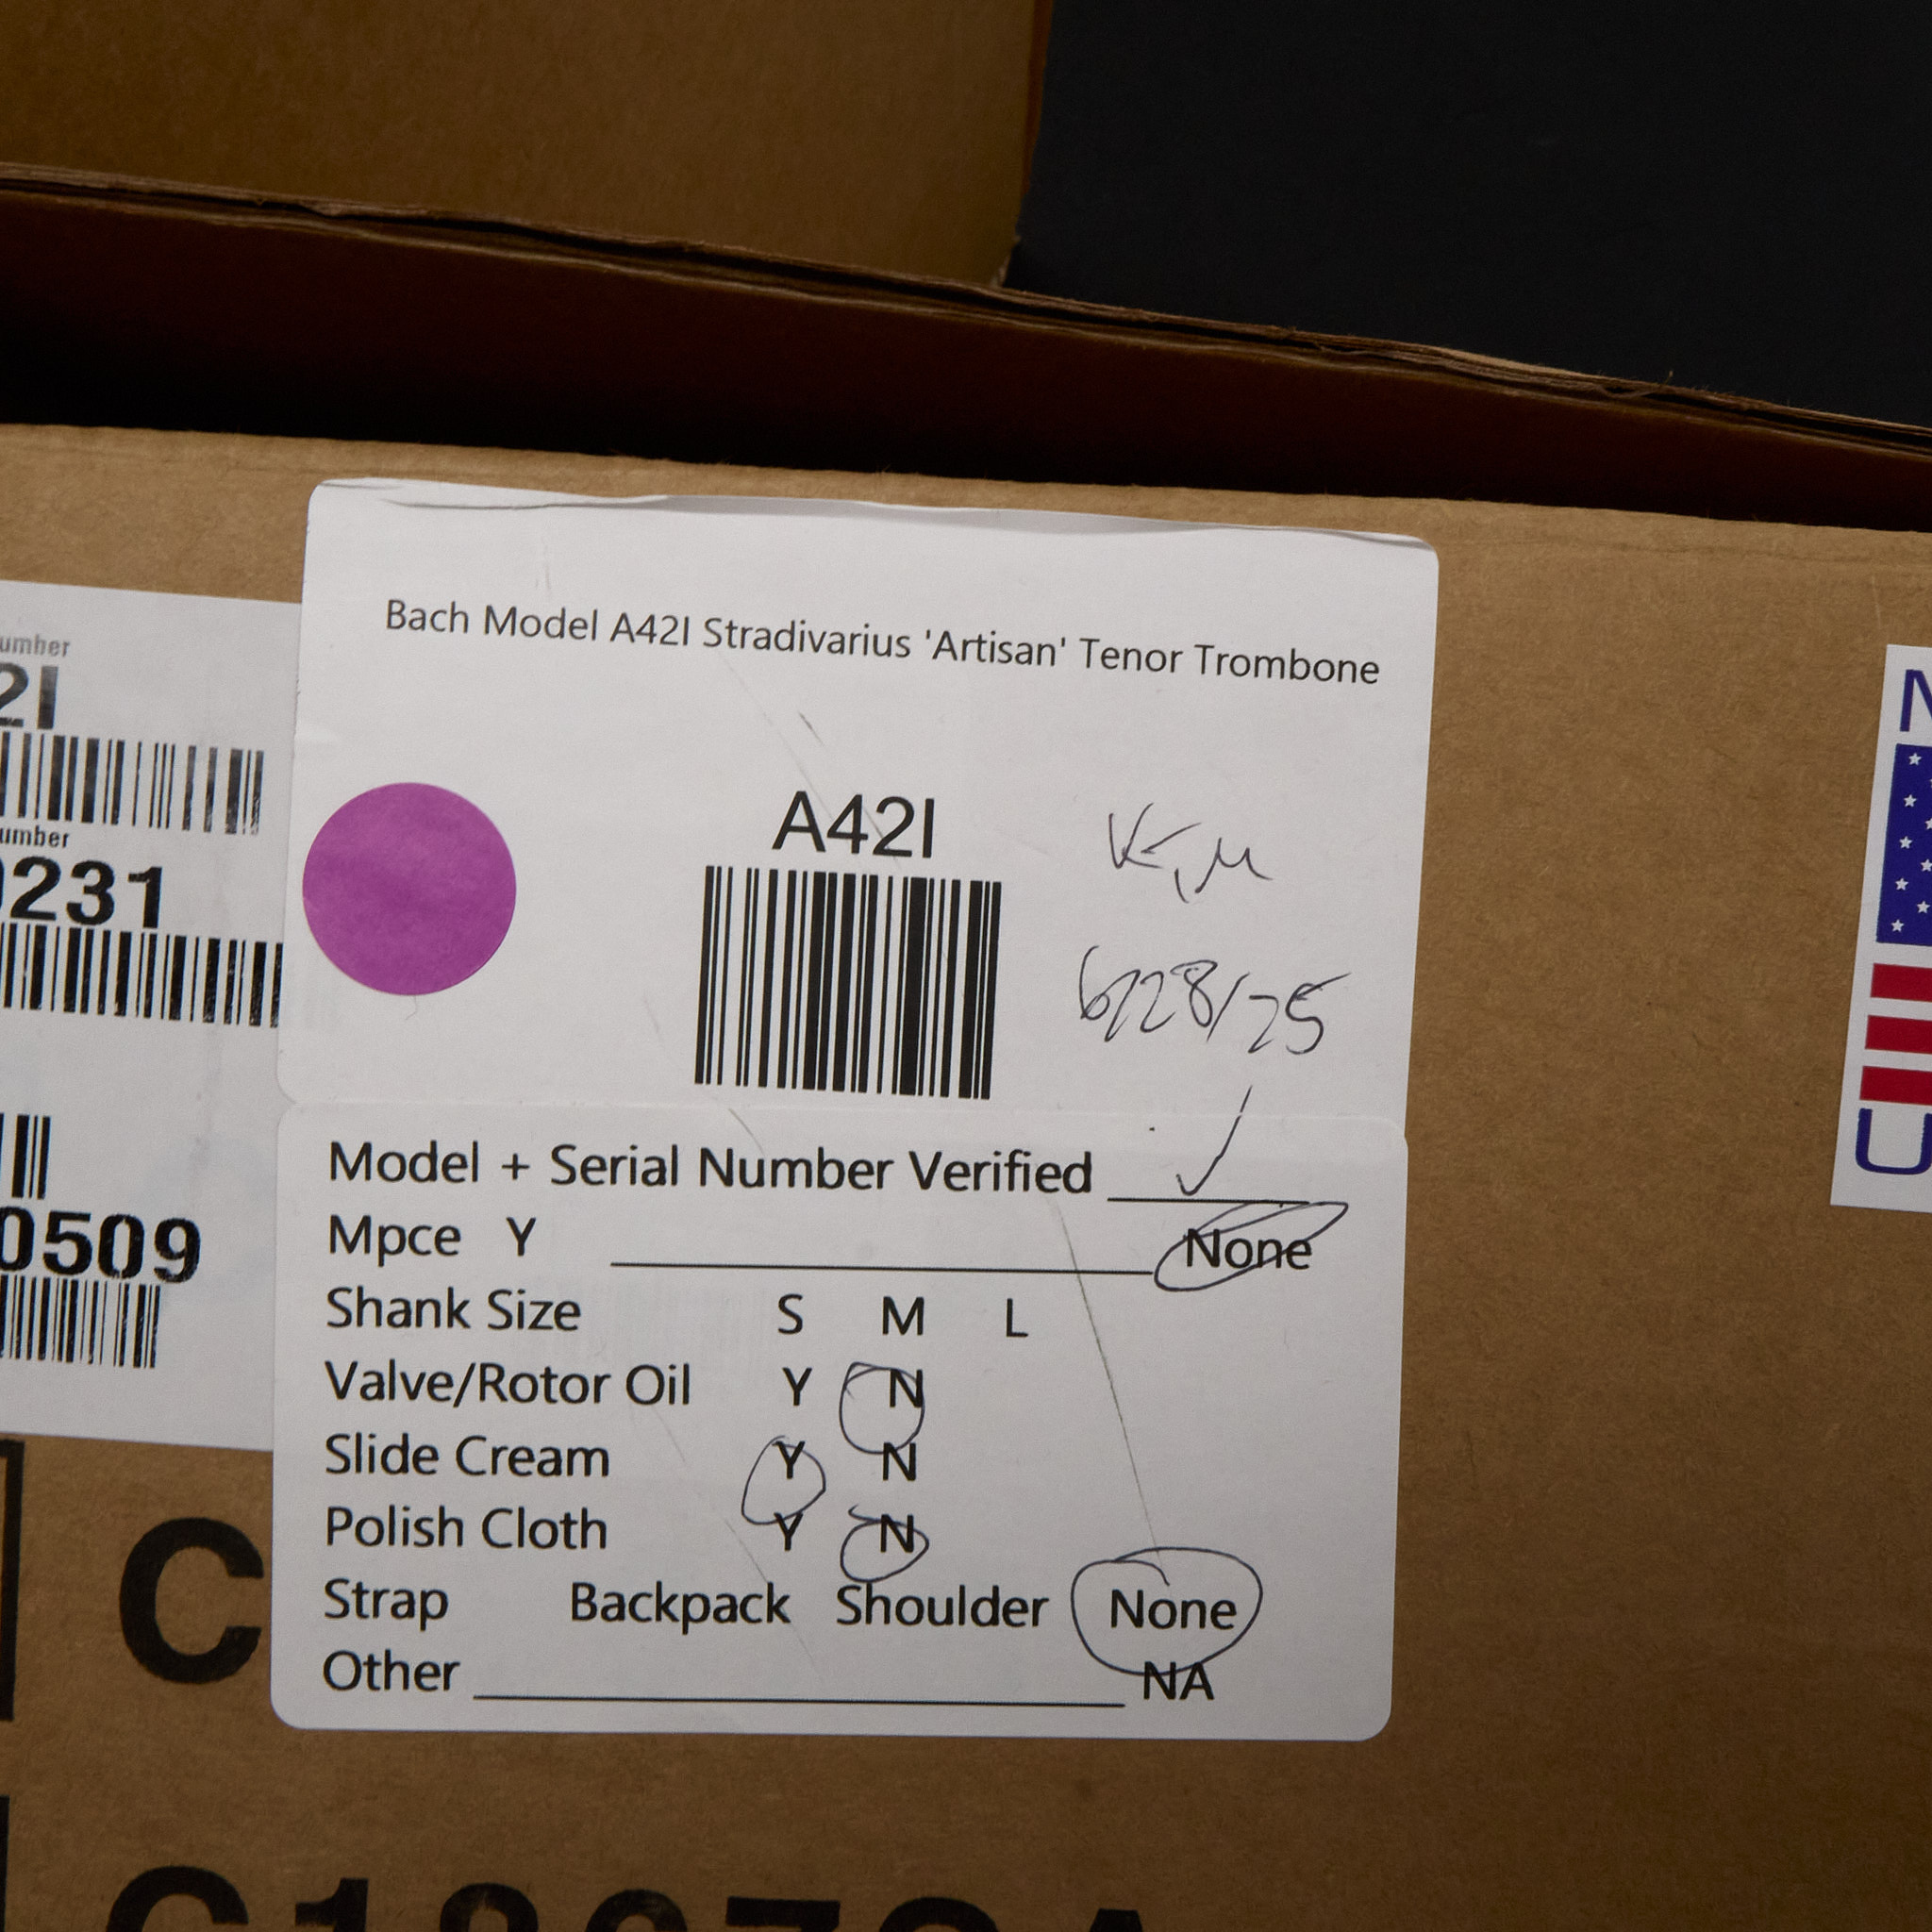 umber
2I
umber
0231
0509
Bach Model A42I Stradivarius 'Artisan' Tenor Trombone
A42I
6/28/25
Model + Serial Number Verified ✓
Mpce Y None
Shank Size S M L
Valve/Rotor Oil Y N
Slide Cream Y N
Polish Cloth Y N
Strap Backpack Shoulder None
Other NA
C
N
U